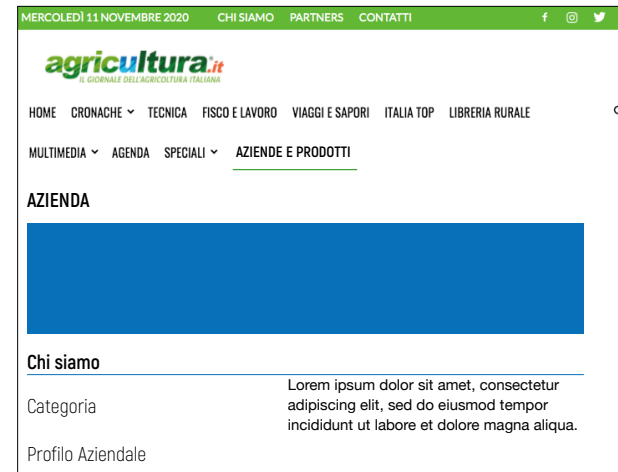 MERCOLEDÌ 11 NOVEMBRE 2020 CHI SIAMO PARTNERS CONTATTI
agricultura.it
IL GIORNALE DELL'AGRICOLTURA ITALIANA
HOME CRONACHE TECNICA FISCO E LAVORO VIAGGI E SAPORI ITALIA TOP LIBRERIA RURALE
MULTIMEDIA AGENDA SPECIALI AZIENDE E PRODOTTI
AZIENDA
Chi siamo
Categoria
Profilo Aziendale
Lorem ipsum dolor sit amet, consectetur
adipiscing elit, sed do eiusmod tempor
incididunt ut labore et dolore magna aliqua.